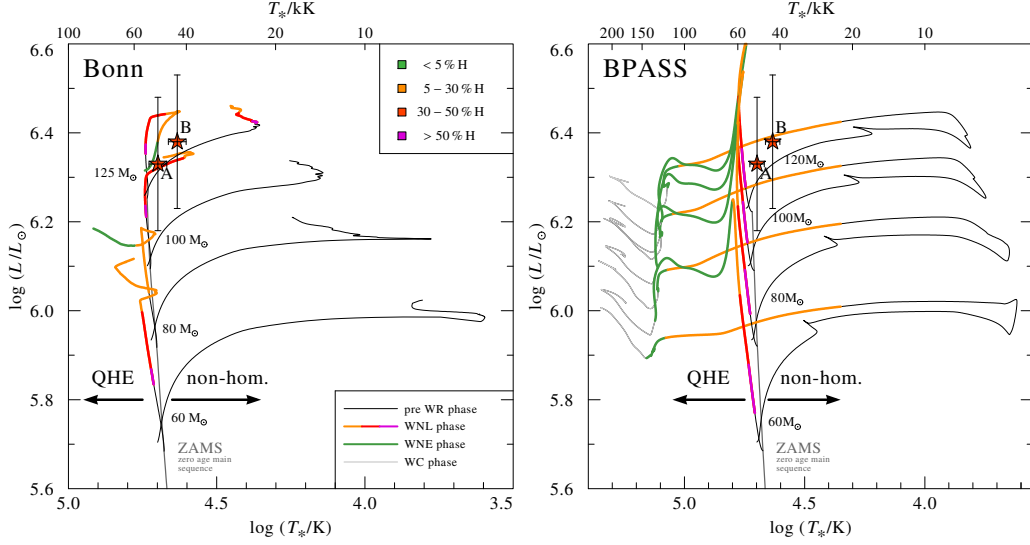 T*/kK
100 60 40 20 10
6.6
6.4
6.2
6.0
5.8
5.6
log (L/L⊙)
Bonn
< 5 % H
5 – 30 % H
30 – 50 % H
> 50 % H
B
A
125 M⊙
100 M⊙
80 M⊙
60 M⊙
QHE
non-hom.
ZAMS
zero age main
sequence
pre WR phase
WNL phase
WNE phase
WC phase
5.0 4.5 4.0 3.5
log (T*/K)
T*/kK
200 150 100 60 40 20 10
6.6
6.4
6.2
6.0
5.8
5.6
log (L/L⊙)
BPASS
B
A
120M⊙
100M⊙
80M⊙
60M⊙
QHE
non-hom.
ZAMS
zero age main
sequence
5.0 4.5 4.0
log (T*/K)